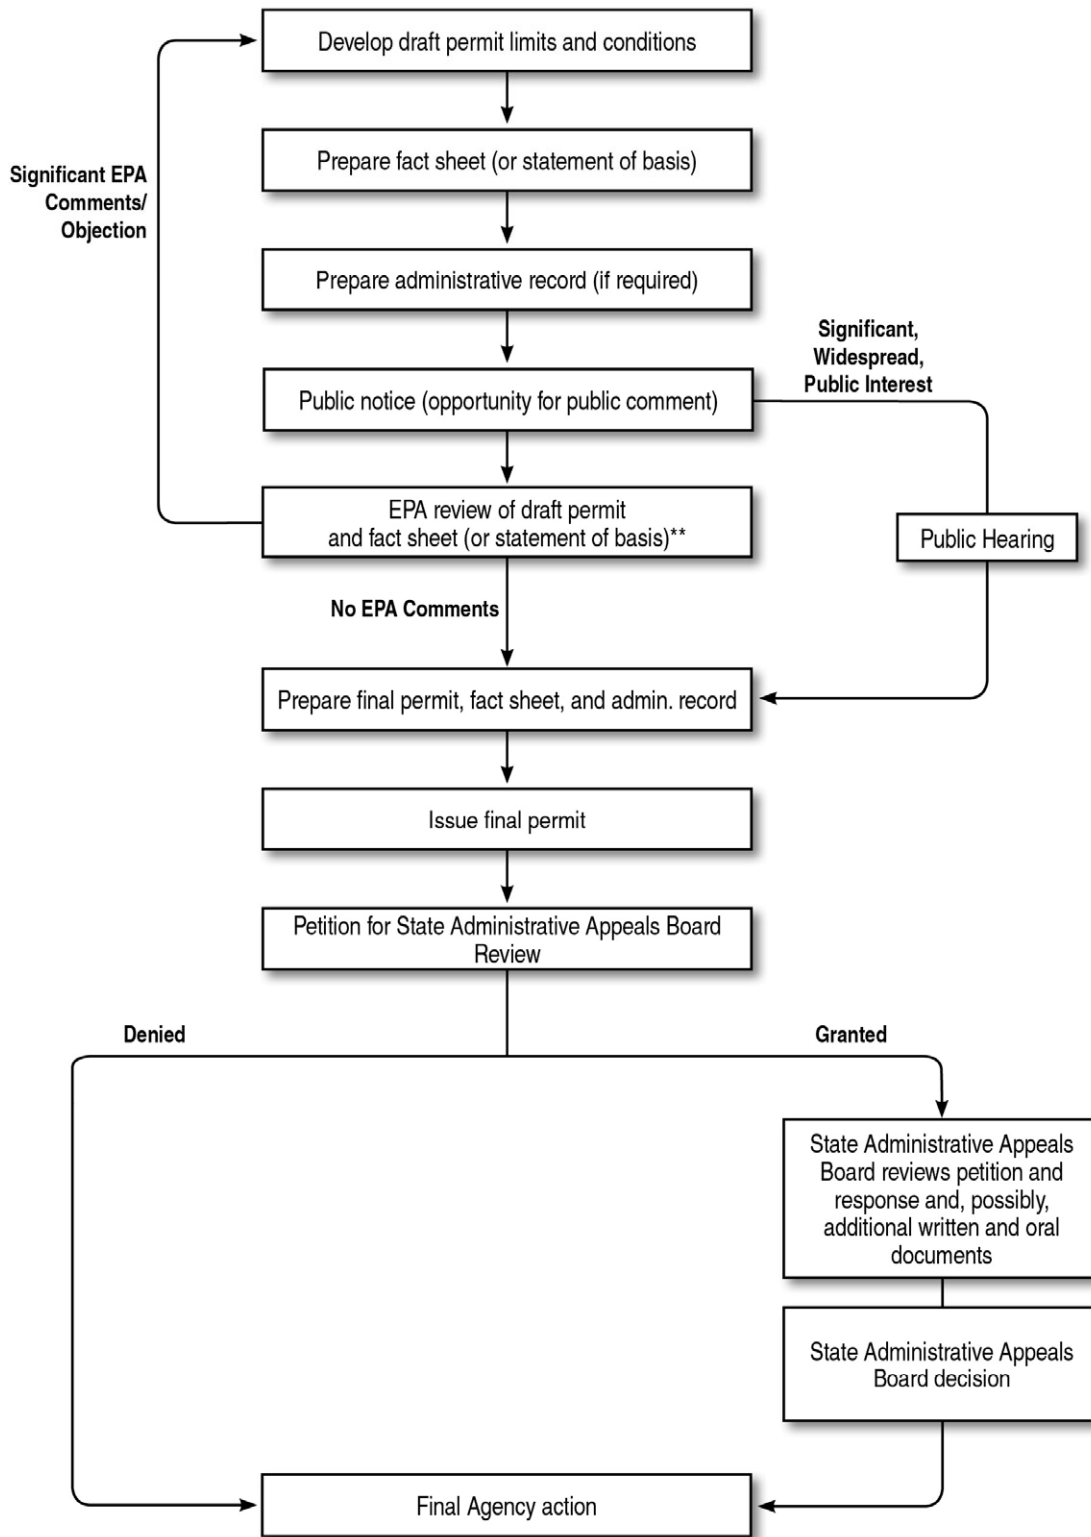 Develop draft permit limits and conditions
Prepare fact sheet (or statement of basis)
Significant EPA
Comments/
Objection
Prepare administrative record (if required)
Significant,
Widespread,
Public Interest
Public notice (opportunity for public comment)
EPA review of draft permit
and fact sheet (or statement of basis)**
Public Hearing
No EPA Comments
Prepare final permit, fact sheet, and admin. record
Issue final permit
Petition for State Administrative Appeals Board
Review
Denied
Granted
State Administrative Appeals
Board reviews petition and
response and, possibly,
additional written and oral
documents
State Administrative Appeals
Board decision
Final Agency action